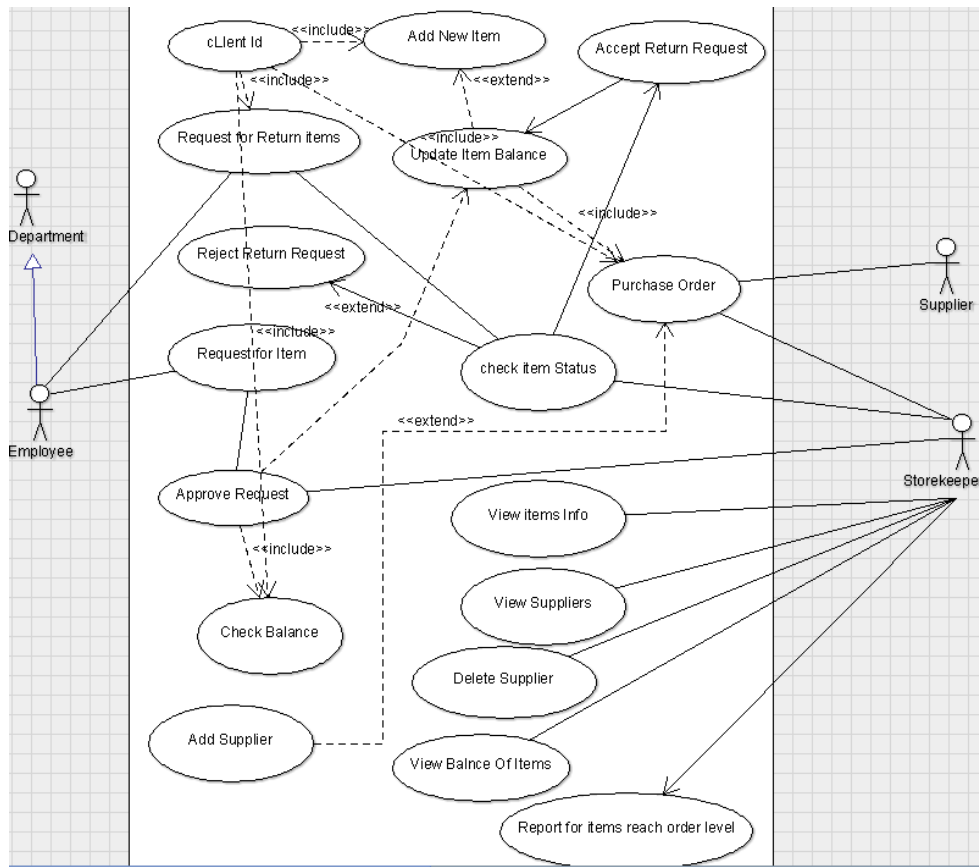 cLIent Id
<<include>>
Add New Item
Accept Return Request
<<include>>
<<extend>>
Request for Return items
<<include>>
Update Item Balance
Department
<<include>>
Reject Return Request
Purchase Order
Supplier
<<extend>>
<<include>>
Request for Item
check item Status
<<extend>>
Employee
Storekeepe
Approve Request
View items Info
<<include>>
View Suppliers
Check Balance
Delete Supplier
Add Supplier
View Balnce Of Items
Report for items reach order level